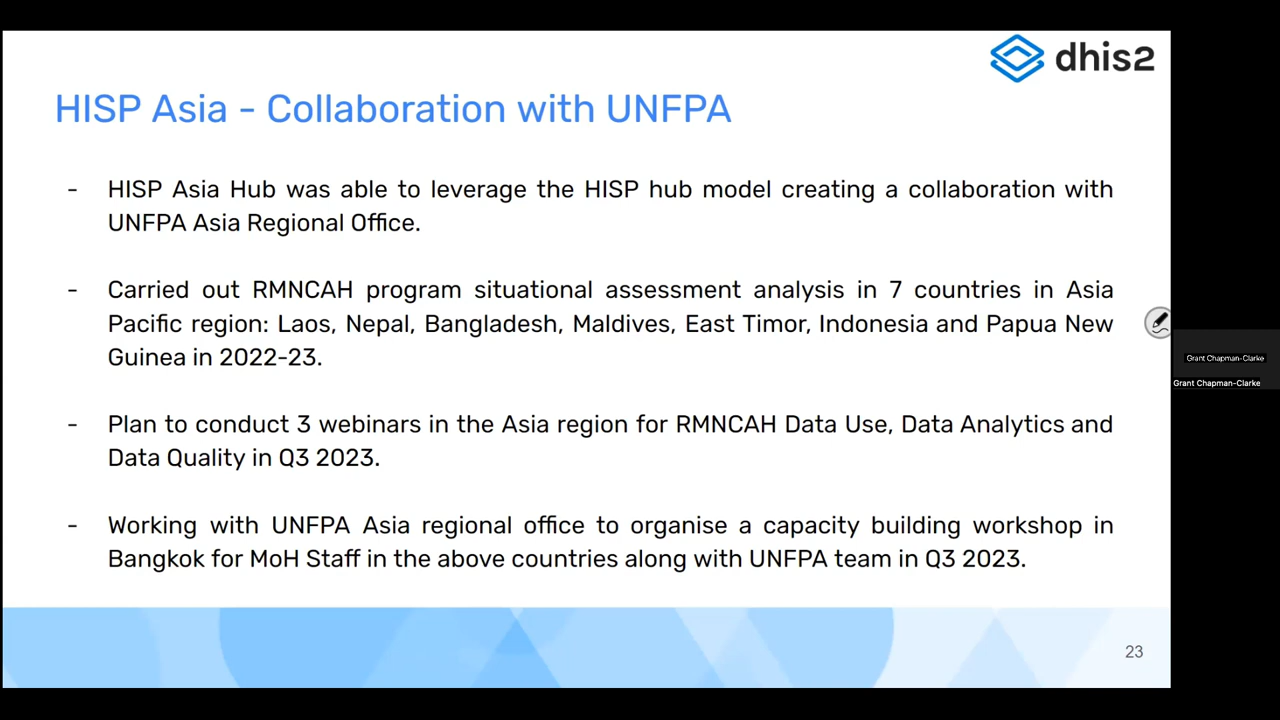 dhis2
HISP Asia - Collaboration with UNFPA
- HISP Asia Hub was able to leverage the HISP hub model creating a collaboration with
UNFPA Asia Regional Office.
- Carried out RMNCAH program situational assessment analysis in 7 countries in Asia
Pacific region: Laos, Nepal, Bangladesh, Maldives, East Timor, Indonesia and Papua New
Guinea in 2022-23.
- Plan to conduct 3 webinars in the Asia region for RMNCAH Data Use, Data Analytics and
Data Quality in Q3 2023.
- Working with UNFPA Asia regional office to organise a capacity building workshop in
Bangkok for MoH Staff in the above countries along with UNFPA team in Q3 2023.
23
Grant Chapman-Clarke
Grant Chapman-Clarke